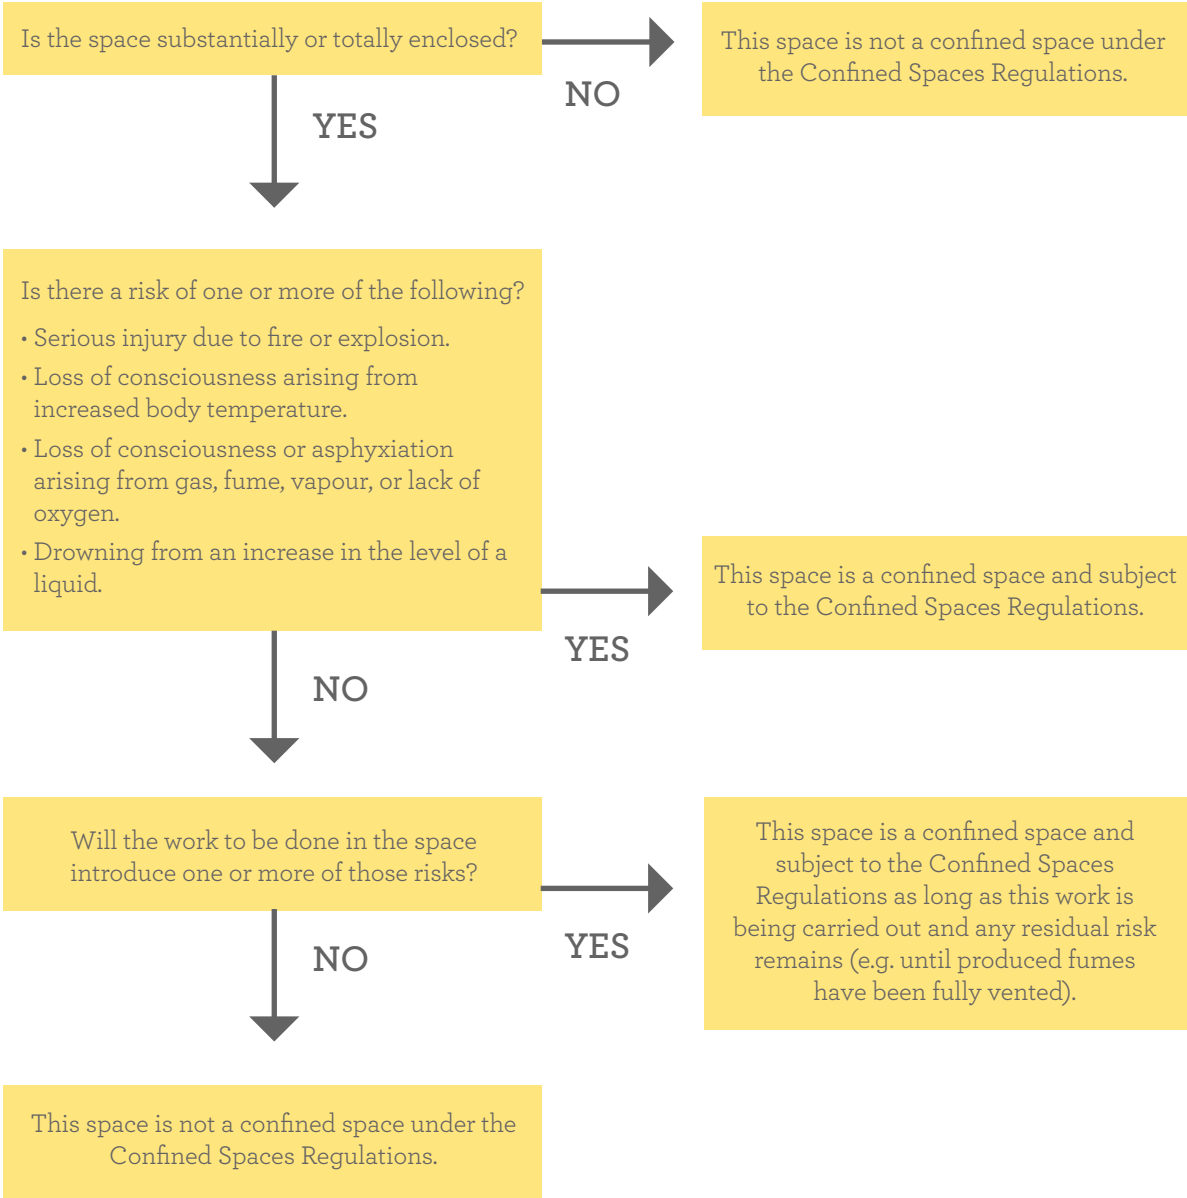 Is the space substantially or totally enclosed?
NO
This space is not a confined space under
the Confined Spaces Regulations.
YES
Is there a risk of one or more of the following?
• Serious injury due to fire or explosion.
• Loss of consciousness arising from
increased body temperature.
• Loss of consciousness or asphyxiation
arising from gas, fume, vapour, or lack of
oxygen.
• Drowning from an increase in the level of a
liquid.
YES
This space is a confined space and subject
to the Confined Spaces Regulations.
NO
Will the work to be done in the space
introduce one or more of those risks?
YES
This space is a confined space and
subject to the Confined Spaces
Regulations as long as this work is
being carried out and any residual risk
remains (e.g. until produced fumes
have been fully vented).
NO
This space is not a confined space under the
Confined Spaces Regulations.